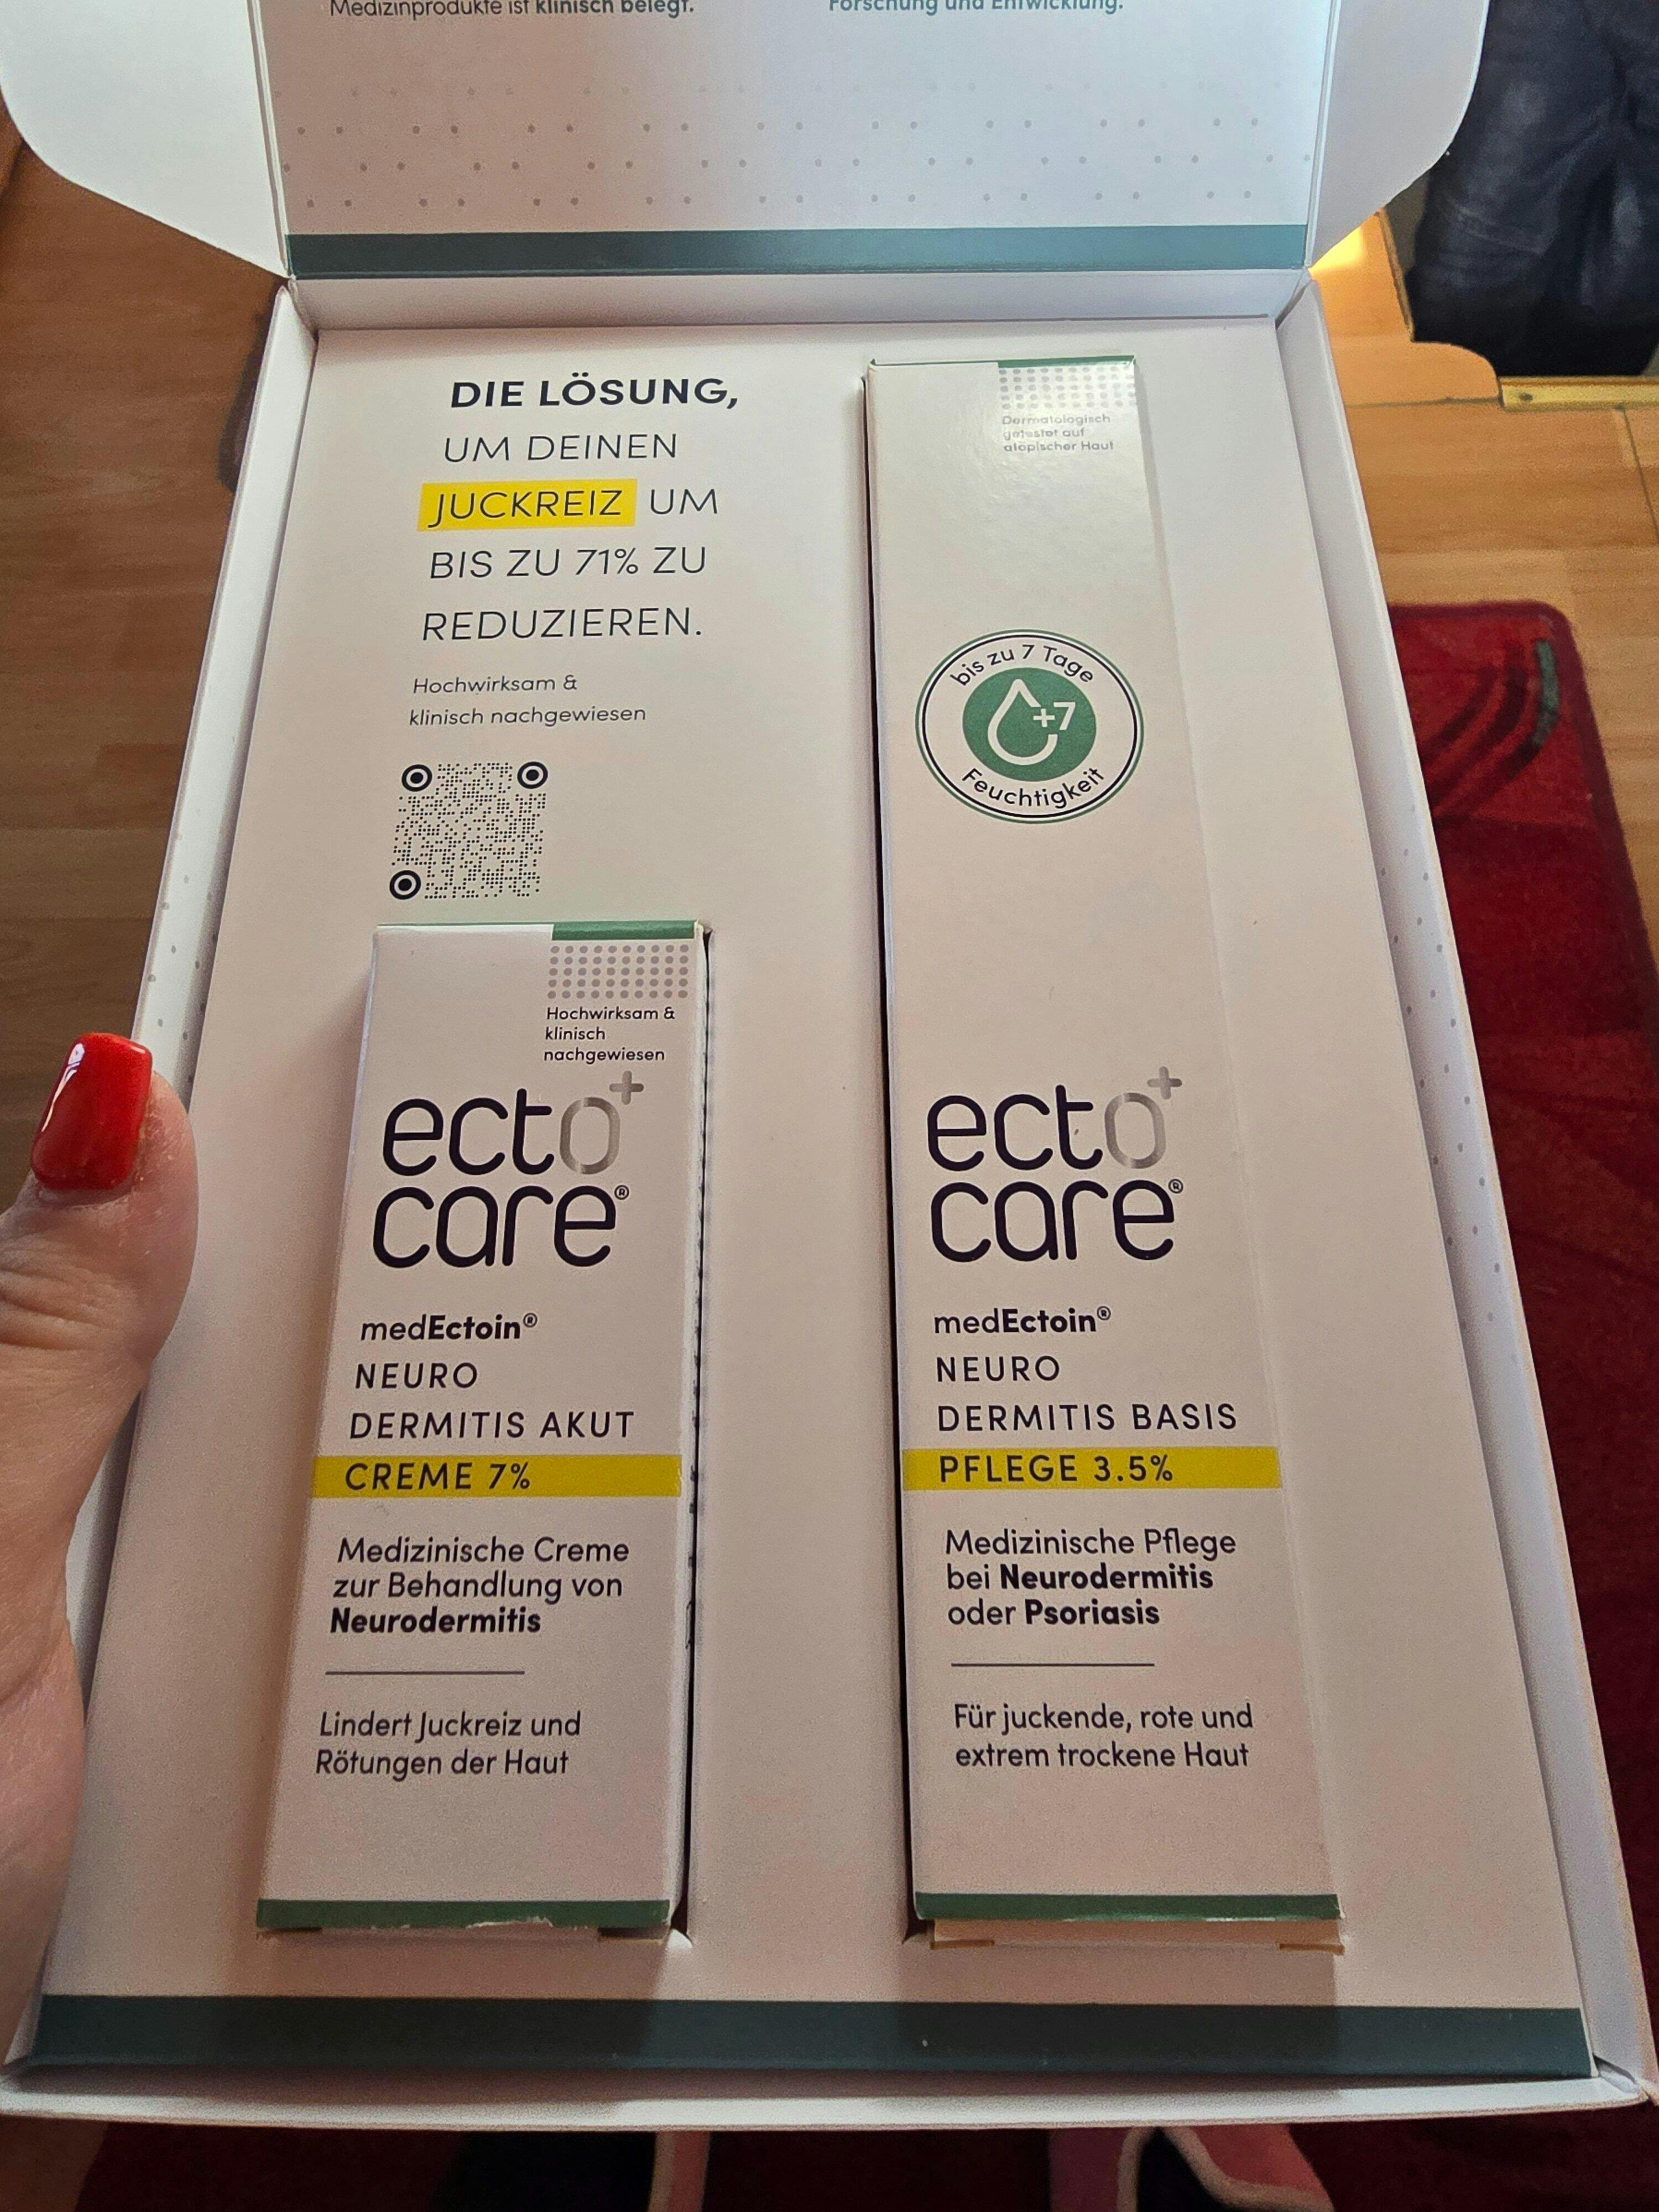 Medizinprodukte ist klinisch belegt.
Forschung und Entwicklung.
DIE LÖSUNG,
UM DEINEN
JUCKREIZ UM
BIS ZU 71% ZU
REDUZIEREN.
Hochwirksam &
klinisch nachgewiesen
Hochwirksam &
klinisch
nachgewiesen
ecto+
care®
medEctoin®
NEURO
DERMITIS AKUT
CREME 7%
Medizinische Creme
zur Behandlung von
Neurodermitis
Lindert Juckreiz und
Rötungen der Haut
Dermatologisch
getestet auf
atopischer Haut
bis zu 7 Tage
+7
Feuchtigkeit
ecto+
care®
medEctoin®
NEURO
DERMITIS BASIS
PFLEGE 3.5%
Medizinische Pflege
bei Neurodermitis
oder Psoriasis
Für juckende, rote und
extrem trockene Haut